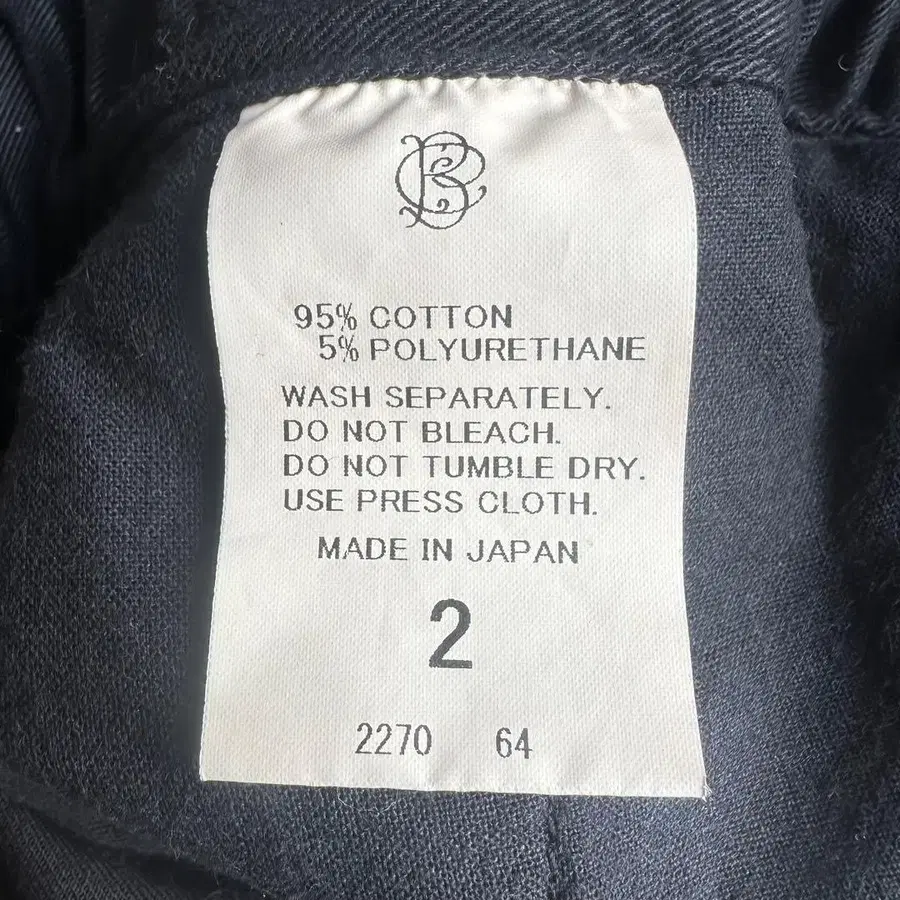 95% COTTON
5% POLYURETHANE
WASH SEPARATELY.
DO NOT BLEACH.
DO NOT TUMBLE DRY.
USE PRESS CLOTH.
MADE IN JAPAN
2
2270 64